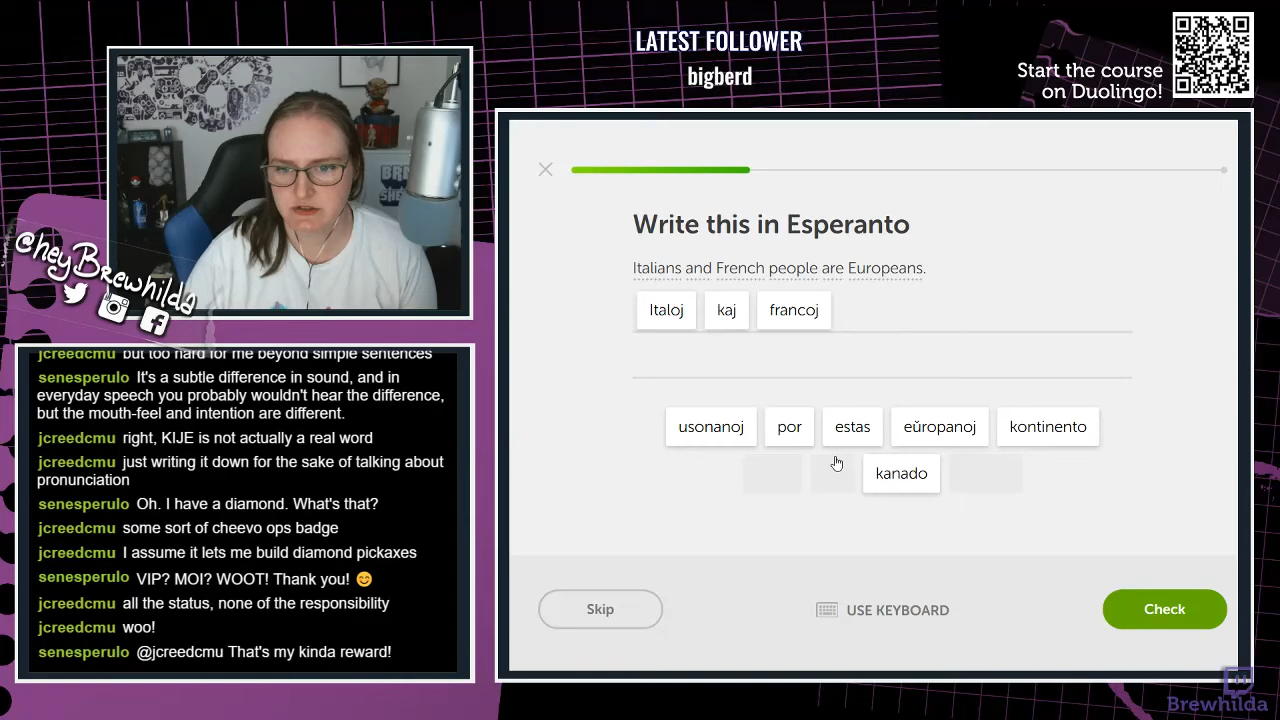 LATEST FOLLOWER
bigberd
Start the course
on Duolingo!
@heyBrewhilda
Write this in Esperanto
Italians and French people are Europeans.
Italoj kaj francoj
usonanoj por estas eŭropanoj kontinento
kanado
Skip
USE KEYBOARD
Check
jcreedcmu but too hard for me beyond simple sentences
senesperulo It's a subtle difference in sound, and in
everyday speech you probably wouldn't hear the difference,
but the mouth-feel and intention are different.
jcreedcmu right, KIJE is not actually a real word
jcreedcmu just writing it down for the sake of talking about
pronunciation
senesperulo Oh. I have a diamond. What's that?
jcreedcmu some sort of cheevo ops badge
jcreedcmu I assume it lets me build diamond pickaxes
senesperulo VIP? MOI? WOOT! Thank you! 😊
jcreedcmu all the status, none of the responsibility
jcreedcmu woo!
senesperulo @jcreedcmu That's my kinda reward!
Brewhilda